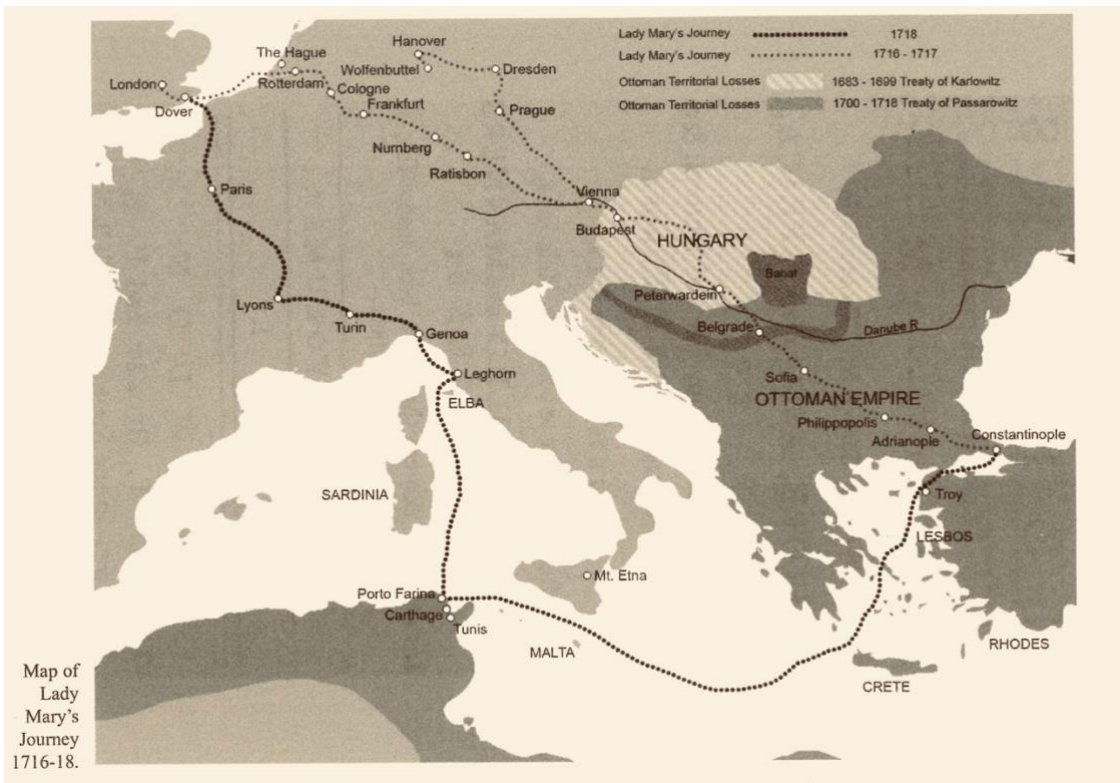 Lady Mary's Journey 1718
Lady Mary's Journey 1716 - 1717
Ottoman Territorial Losses 1683 - 1699 Treaty of Karlowitz
Ottoman Territorial Losses 1700 - 1718 Treaty of Passarowitz
Hanover
The Hague
Wolfenbuttel
Dresden
London
Rotterdam
Cologne
Dover
Frankfurt
Prague
Nurnberg
Ratisbon
Paris
Vienna
Budapest
HUNGARY
Banat
Peterwardein
Lyons
Turin
Genoa
Belgrade
Danube R
Leghorn
Sofia
ELBA
OTTOMAN EMPIRE
Philippopolis
Adrianople
Constantinople
SARDINIA
Troy
LESBOS
Mt. Etna
Porto Farina
Carthage
Tunis
MALTA
RHODES
CRETE
Map of
Lady
Mary's
Journey
1716-18.